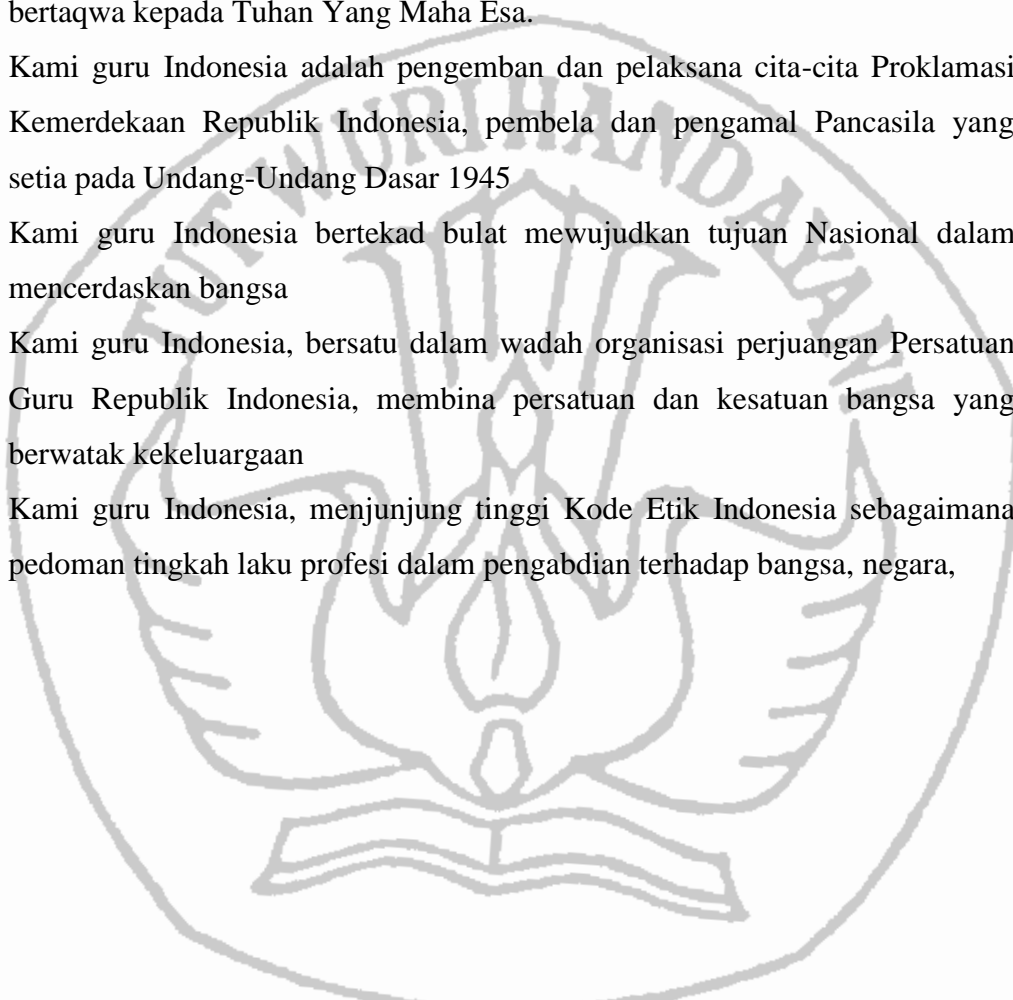 bertaqwa kepada Tuhan Yang Maha Esa.
Kami guru Indonesia adalah pengemban dan pelaksana cita-cita Proklamasi
Kemerdekaan Republik Indonesia, pembela dan pengamal Pancasila yang
setia pada Undang-Undang Dasar 1945
Kami guru Indonesia bertekad bulat mewujudkan tujuan Nasional dalam
mencerdaskan bangsa
Kami guru Indonesia, bersatu dalam wadah organisasi perjuangan Persatuan
Guru Republik Indonesia, membina persatuan dan kesatuan bangsa yang
berwatak kekeluargaan
Kami guru Indonesia, menjunjung tinggi Kode Etik Indonesia sebagaimana
pedoman tingkah laku profesi dalam pengabdian terhadap bangsa, negara,
TUT WURI HANDAYANI